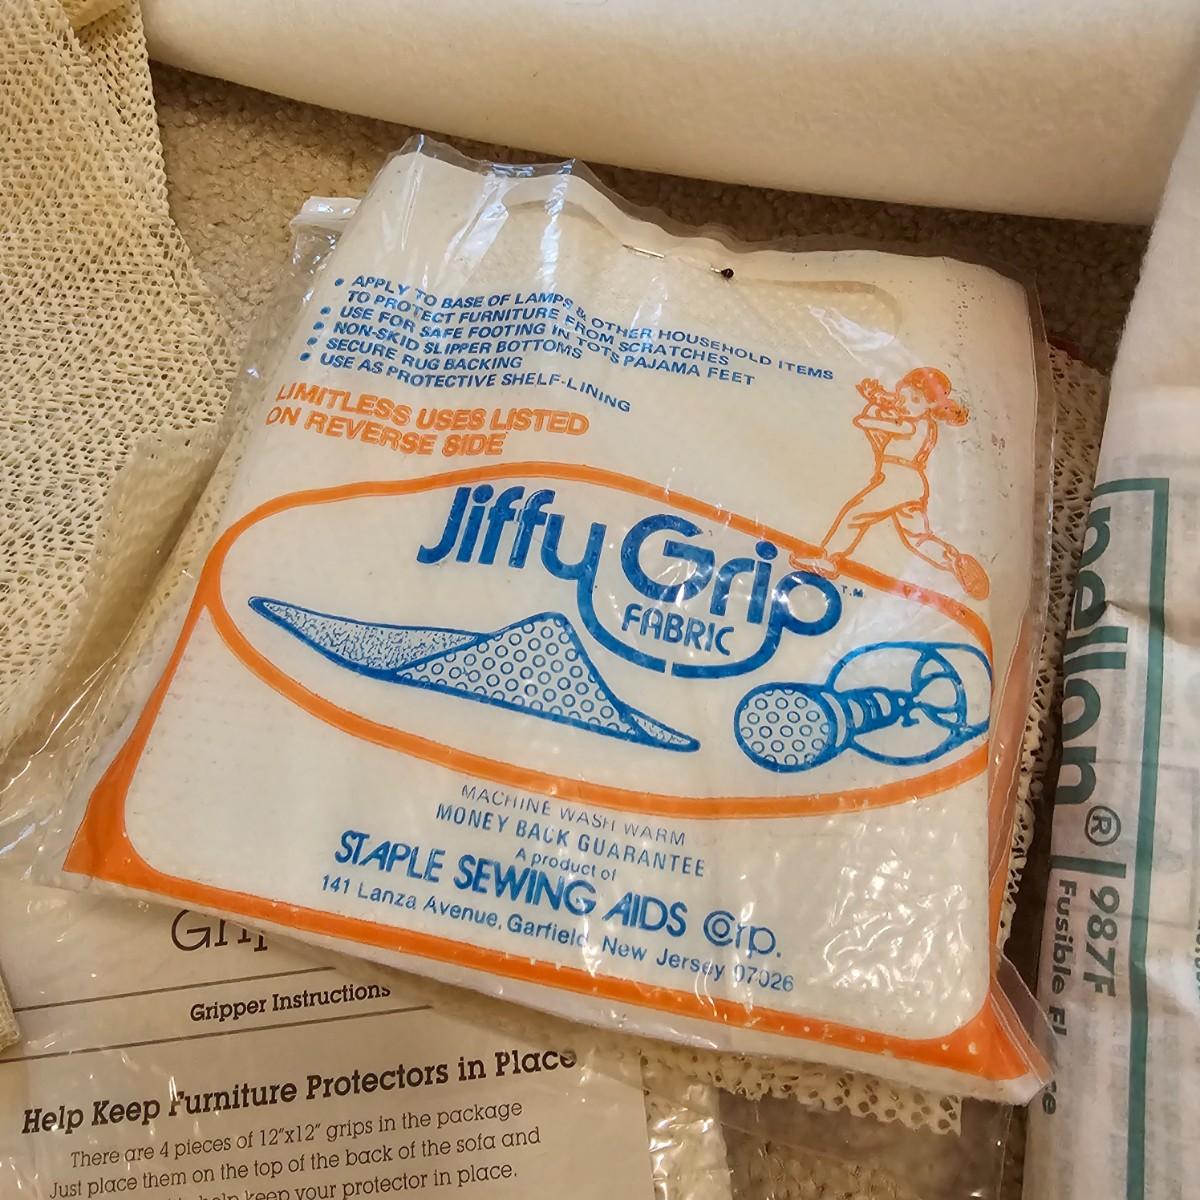 • APPLY TO BASE OF LAMPS & OTHER HOUSEHOLD ITEMS
TO PROTECT FURNITURE FROM SCRATCHES
• USE FOR SAFE FOOTING IN TOTS PAJAMA FEET
• NON-SKID SLIPPER BOTTOMS
• SECURE RUG BACKING
• USE AS PROTECTIVE SHELF-LINING
LIMITLESS USES LISTED
ON REVERSE SIDE
Jiffy Grip T.M.
FABRIC
MACHINE WASH WARM
MONEY BACK GUARANTEE
A product of
STAPLE SEWING AIDS Corp.
141 Lanza Avenue, Garfield, New Jersey 07026
Gripper Instructions
Help Keep Furniture Protectors in Place
There are 4 pieces of 12"x12" grips in the package
Just place them on the top of the back of the sofa and
help keep your protector in place.
pellon® 987F
Fusible